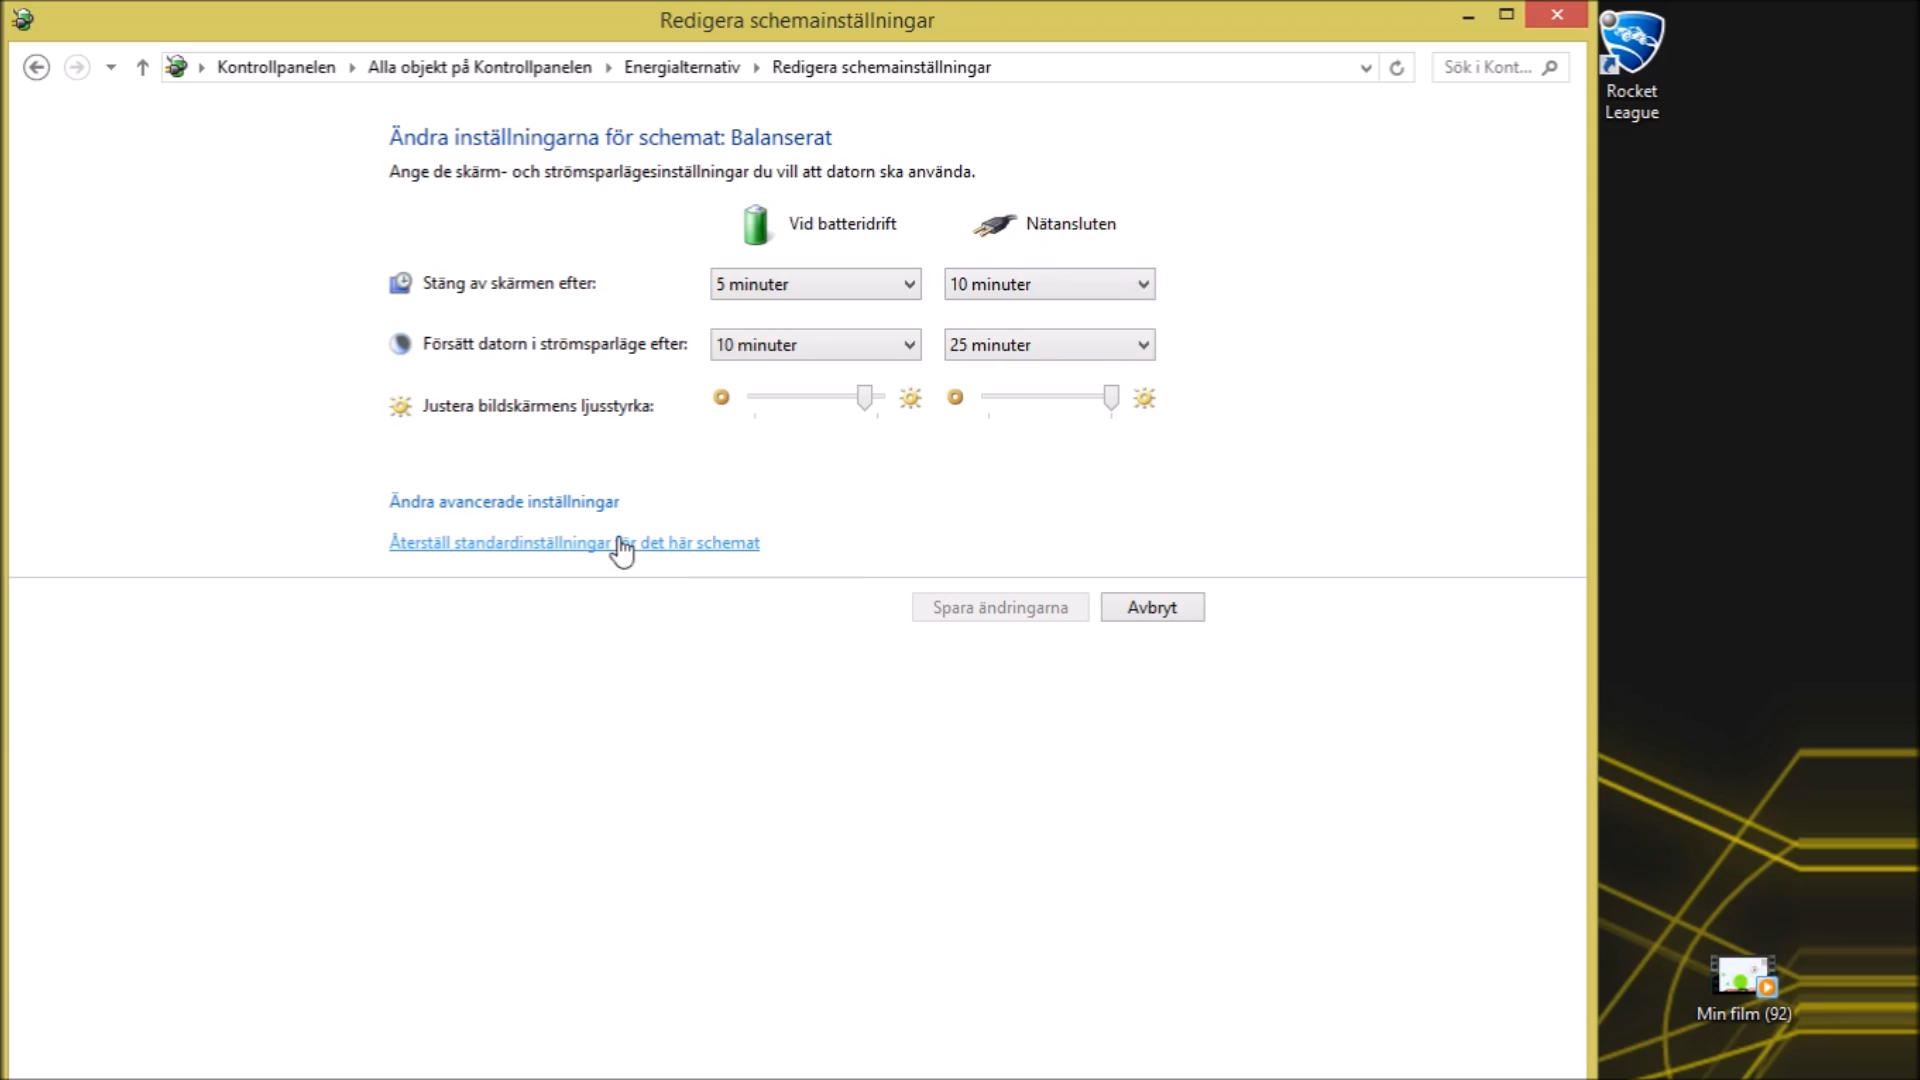 Redigera schemainställningar
Kontrollpanelen
Alla objekt på Kontrollpanelen
Energialternativ
Redigera schemainställningar
Sök i Kont...
Rocket
League
Ändra inställningarna för schemat: Balanserat
Ange de skärm- och strömsparlägesinställningar du vill att datorn ska använda.
Vid batteridrift
Nätansluten
Stäng av skärmen efter:
5 minuter
10 minuter
Försätt datorn i strömsparläge efter:
10 minuter
25 minuter
Justera bildskärmens ljusstyrka:
Ändra avancerade inställningar
Återställ standardinställningar för det här schemat
Spara ändringarna
Avbryt
Min film (92)